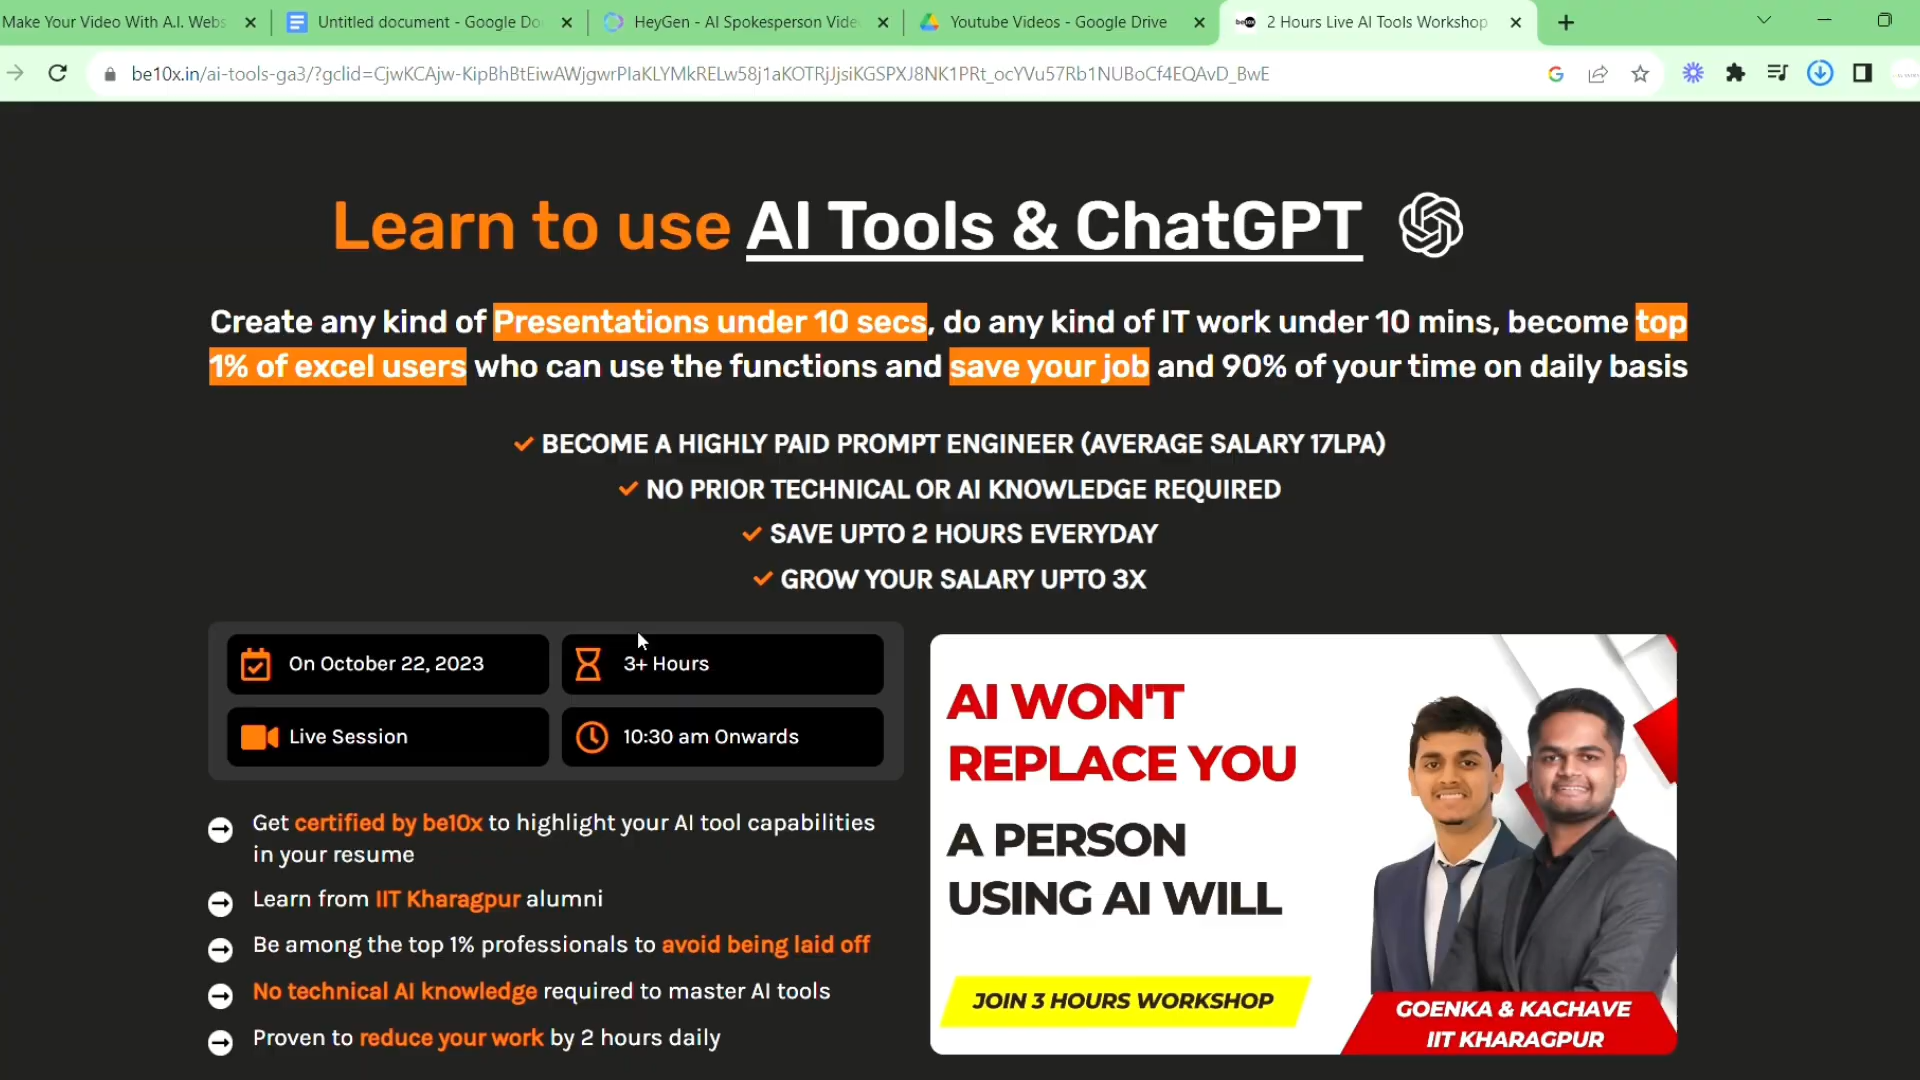 Make Your Video With A.I. Webs
Untitled document - Google Do
HeyGen - AI Spokesperson Vide
Youtube Videos - Google Drive
be10x
2 Hours Live AI Tools Workshop
be10x.in/ai-tools-ga3/?gclid=CjwKCAjw-KipBhBtEiwAWjgwrPIaKLYMkRELw58j1aKOTRjJjsiKGSPXJ8NK1PRt_ocYVu57Rb1NUBoCf4EQAvD_BwE
Learn to use AI Tools & ChatGPT
Create any kind of Presentations under 10 secs, do any kind of IT work under 10 mins, become top
1% of excel users who can use the functions and save your job and 90% of your time on daily basis
BECOME A HIGHLY PAID PROMPT ENGINEER (AVERAGE SALARY 17LPA)
NO PRIOR TECHNICAL OR AI KNOWLEDGE REQUIRED
SAVE UPTO 2 HOURS EVERYDAY
GROW YOUR SALARY UPTO 3X
On October 22, 2023
3+ Hours
Live Session
10:30 am Onwards
Get certified by be10x to highlight your AI tool capabilities
in your resume
Learn from IIT Kharagpur alumni
Be among the top 1% professionals to avoid being laid off
No technical AI knowledge required to master AI tools
Proven to reduce your work by 2 hours daily
AI WON'T
REPLACE YOU
A PERSON
USING AI WILL
JOIN 3 HOURS WORKSHOP
GOENKA & KACHAVE
IIT KHARAGPUR